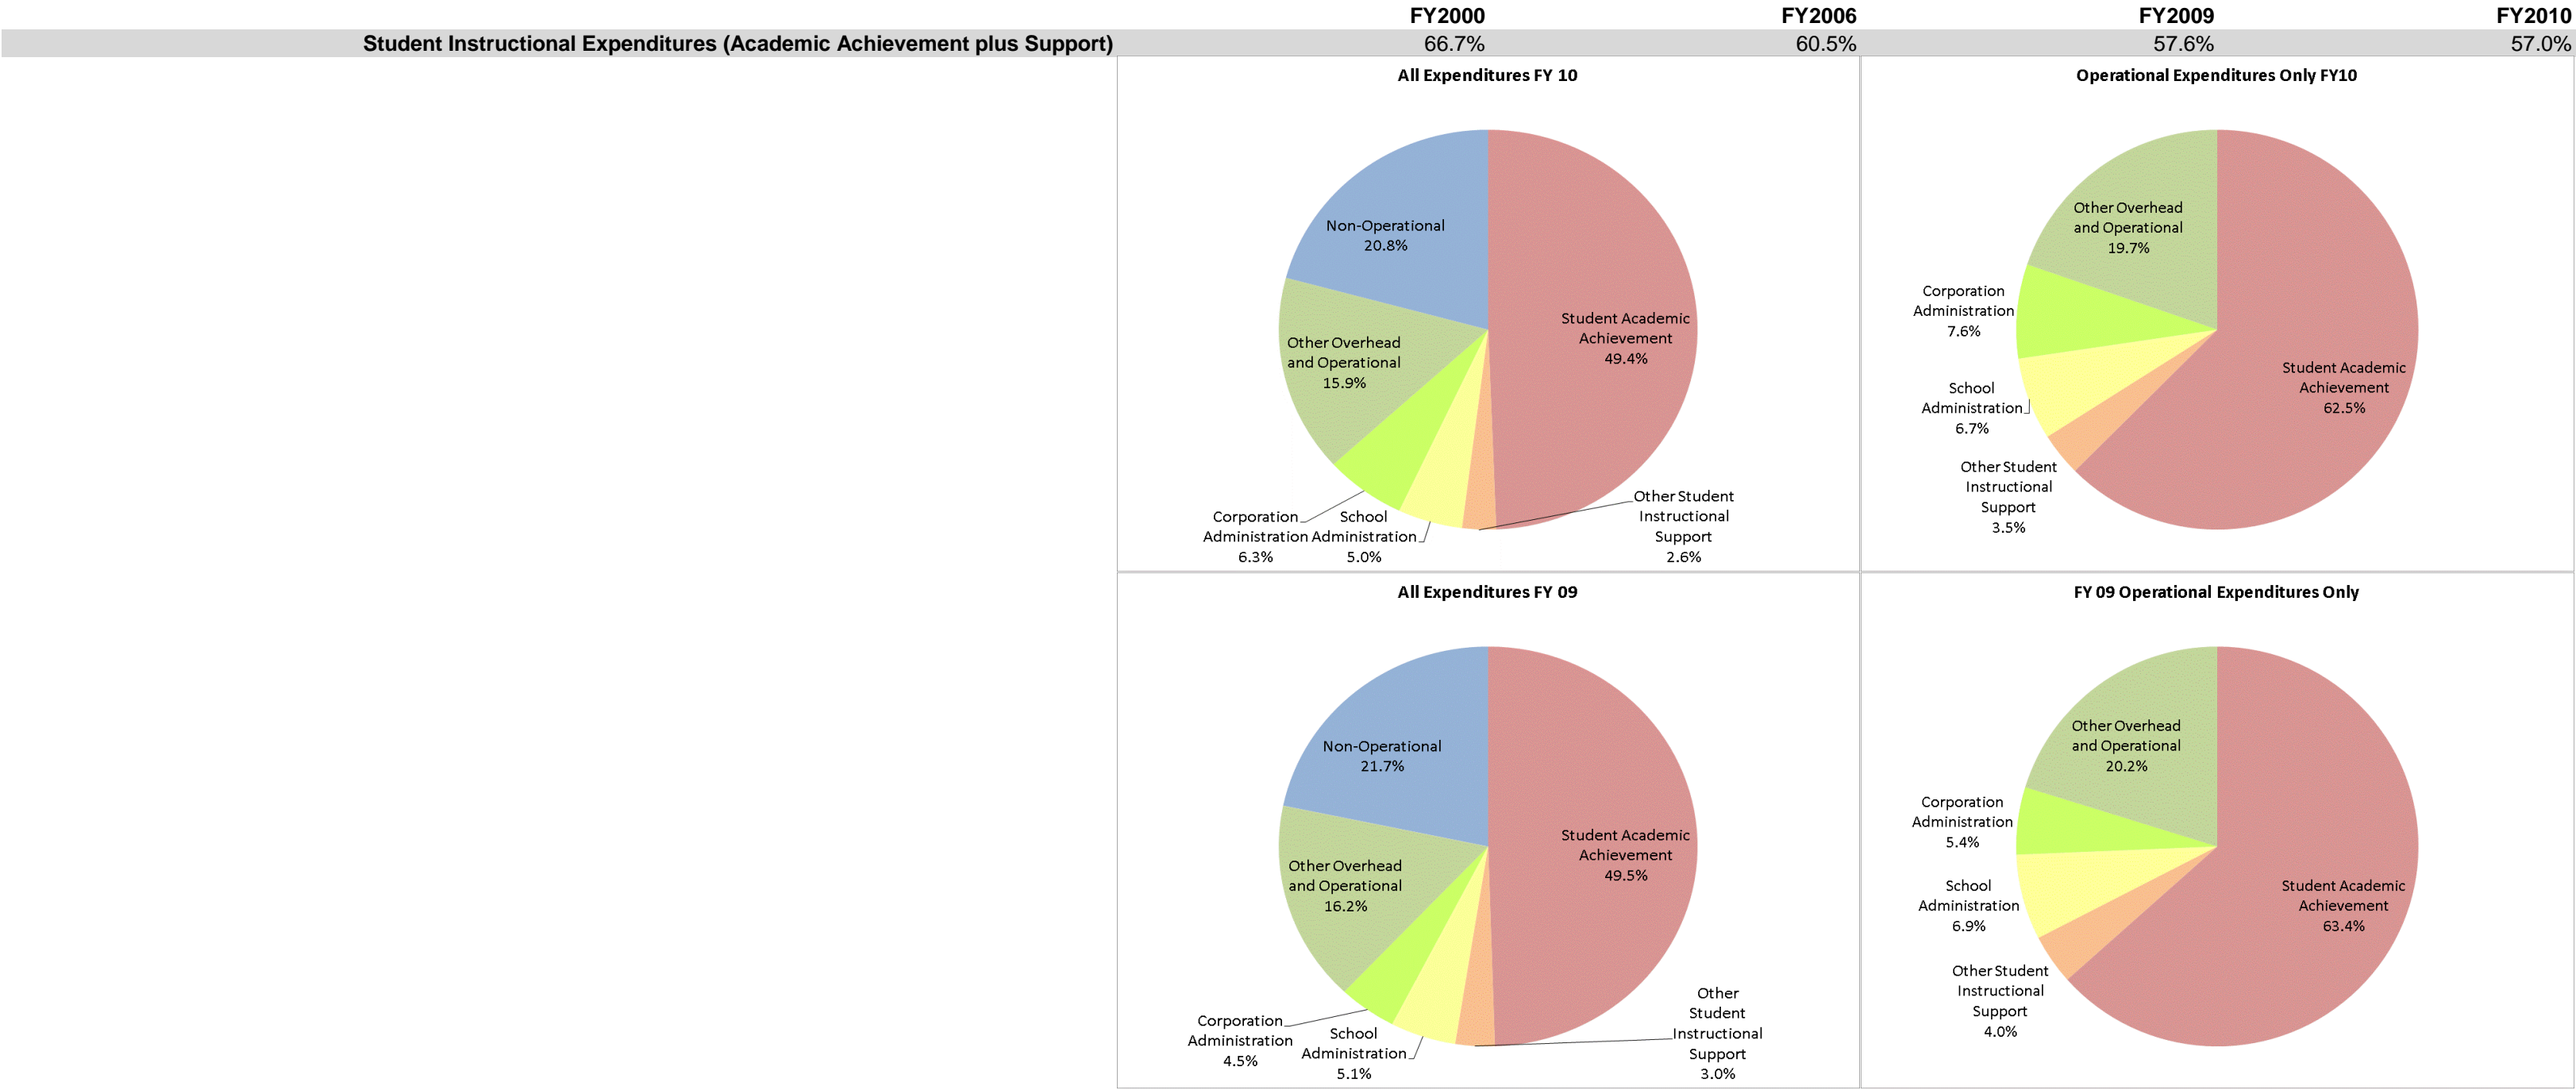 FY2000 FY2006 FY2009 FY2010
Student Instructional Expenditures (Academic Achievement plus Support) 66.7% 60.5% 57.6% 57.0%
All Expenditures FY 10
Non-Operational
20.8%
Student Academic
Achievement
49.4%
Other Overhead
and Operational
15.9%
Corporation
Administration
6.3%
School
Administration
5.0%
Other Student
Instructional
Support
2.6%
Operational Expenditures Only FY10
Other Overhead
and Operational
19.7%
Corporation
Administration
7.6%
Student Academic
Achievement
62.5%
School
Administration
6.7%
Other Student
Instructional
Support
3.5%
All Expenditures FY 09
Non-Operational
21.7%
Student Academic
Achievement
49.5%
Other Overhead
and Operational
16.2%
Corporation
Administration
4.5%
School
Administration
5.1%
Other
Student
Instructional
Support
3.0%
FY 09 Operational Expenditures Only
Other Overhead
and Operational
20.2%
Corporation
Administration
5.4%
School
Administration
6.9%
Student Academic
Achievement
63.4%
Other Student
Instructional
Support
4.0%